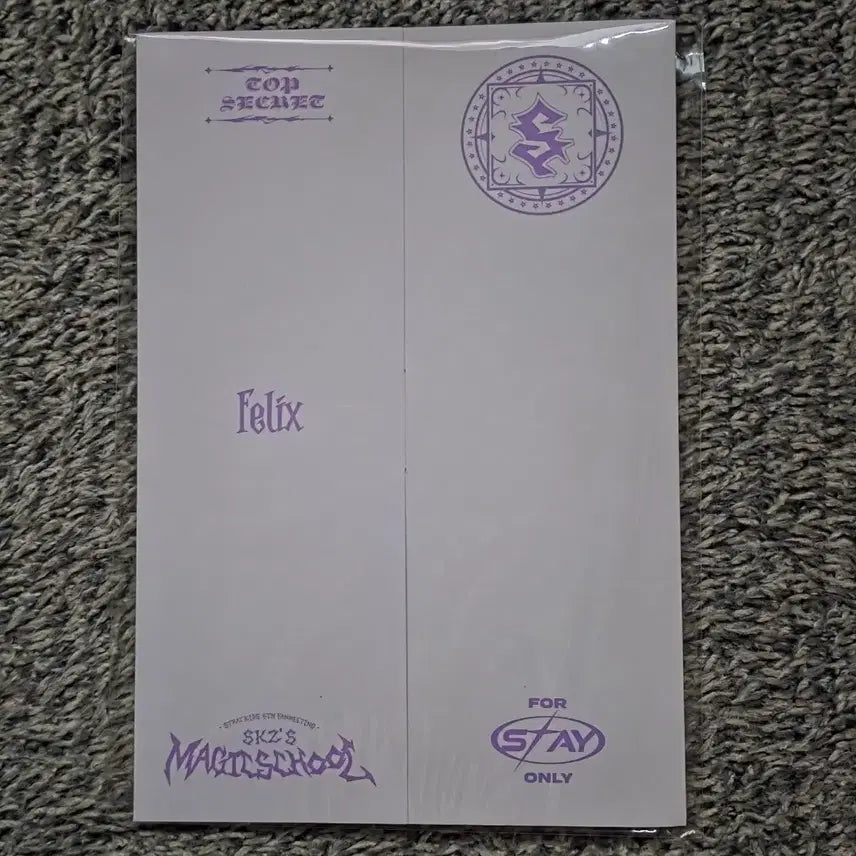 TOP
SECRET
S
Felix
- STRAY KIDS 5TH FANMEETING -
SKZ'S
MAGIC SCHOOL
FOR
STAY
ONLY